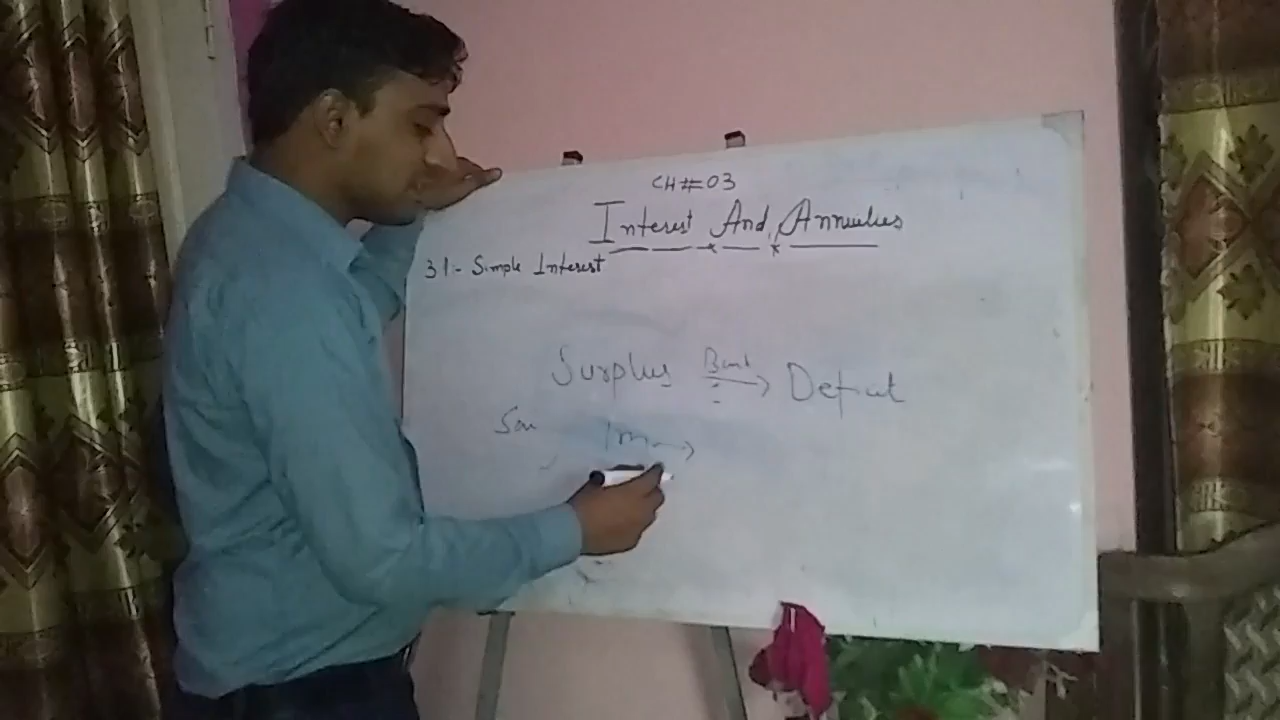 CH#03
Interest And Annuities
3.1- Simple Interest
Surplus Bank Deficit